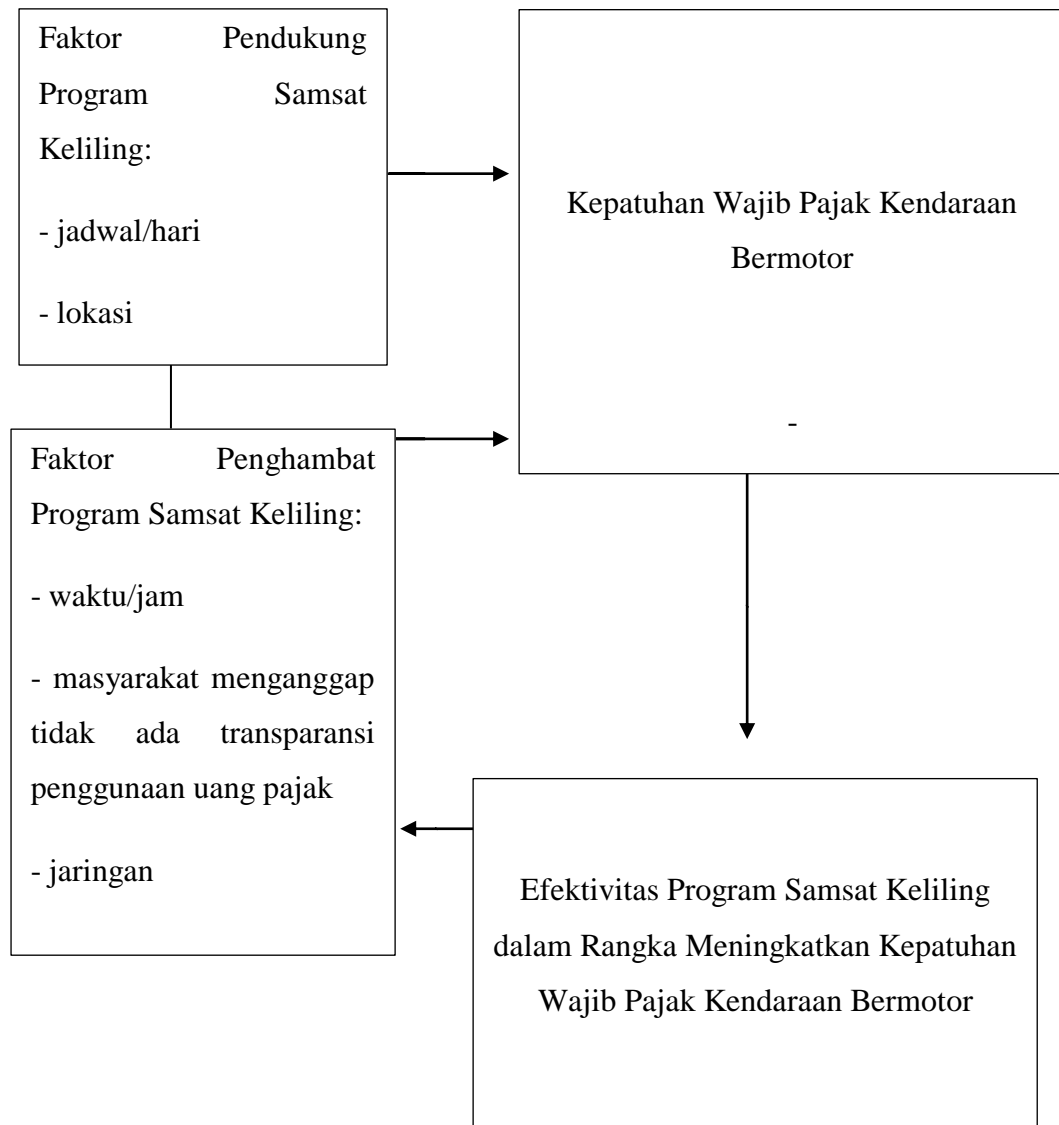 Faktor Pendukung
Program Samsat
Keliling:
- jadwal/hari
- lokasi
Kepatuhan Wajib Pajak Kendaraan
Bermotor
-
Faktor Penghambat
Program Samsat Keliling:
- waktu/jam
- masyarakat menganggap
tidak ada transparansi
penggunaan uang pajak
- jaringan
Efektivitas Program Samsat Keliling
dalam Rangka Meningkatkan Kepatuhan
Wajib Pajak Kendaraan Bermotor